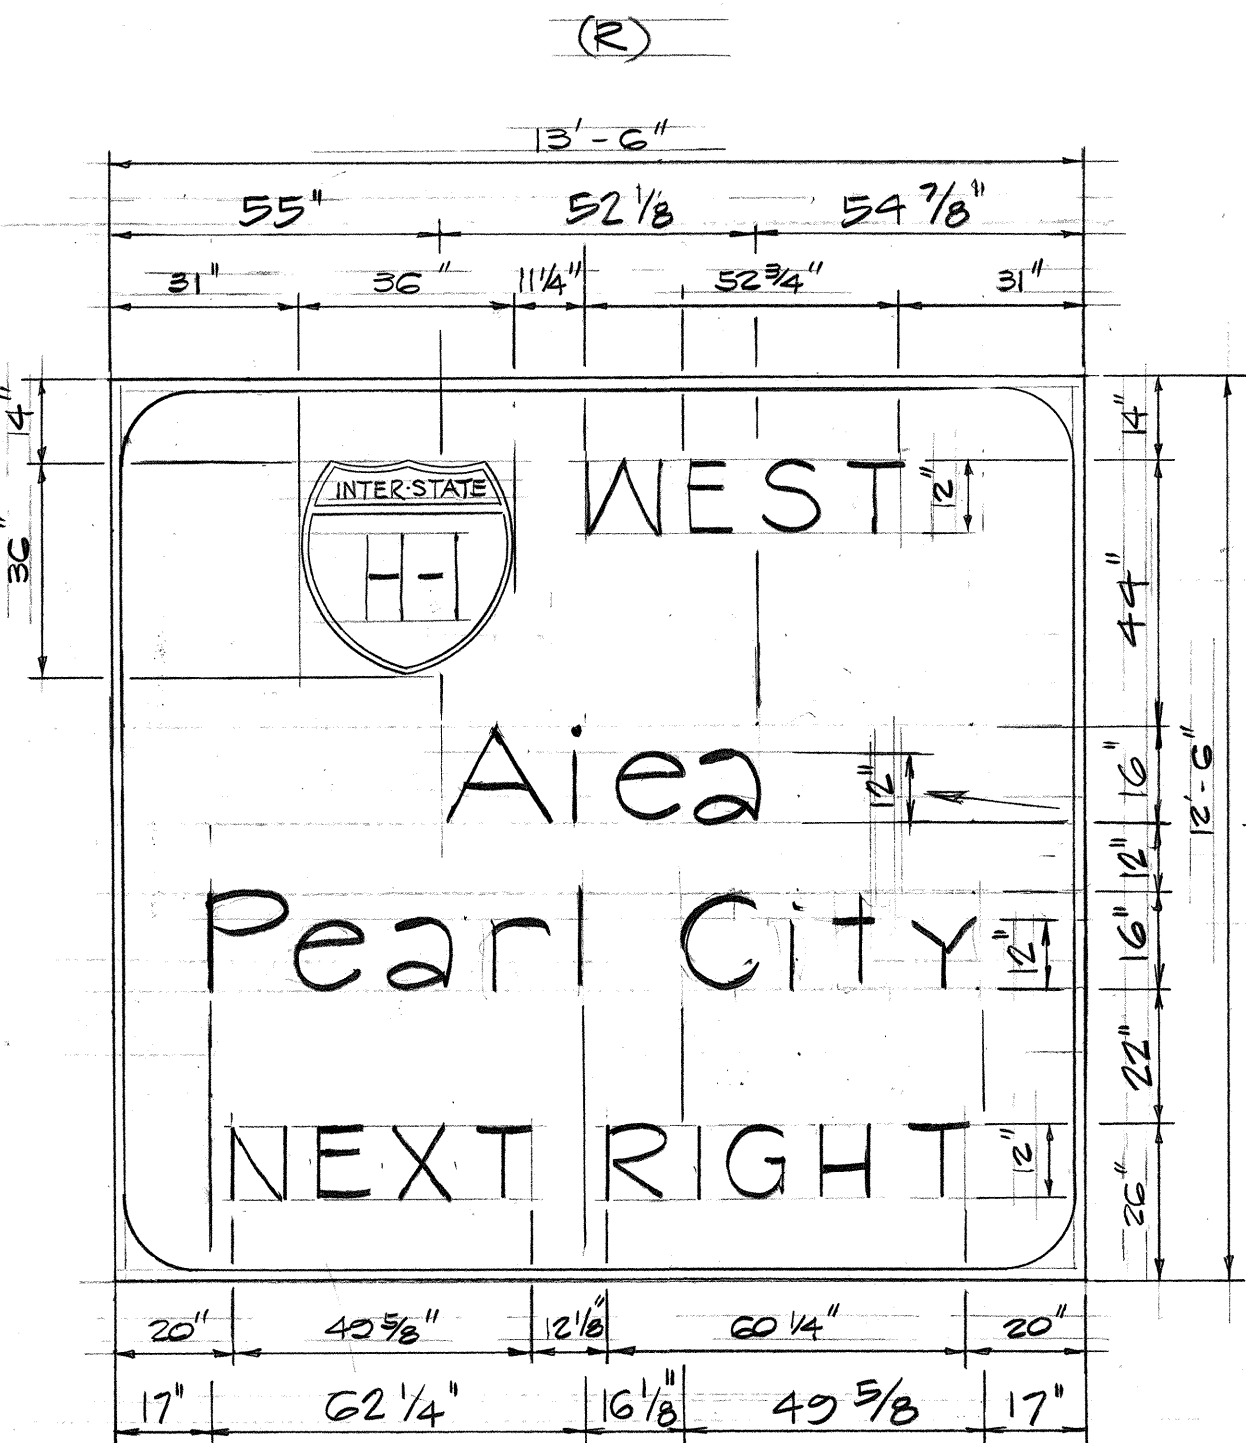 (R)
13'-6"
55" 52 1/8 54 7/8"
31" 36" 11 1/4" 52 3/4" 31"
14" 14"
INTER·STATE WEST 12"
36" H-1 44"
Aiea 12" 16" 12'-6"
12"
Pearl City 12" 16"
22"
NEXT RIGHT 12" 26"
20" 49 5/8" 12 1/8" 60 1/4" 20"
17" 62 1/4" 16 1/8" 49 5/8 17"